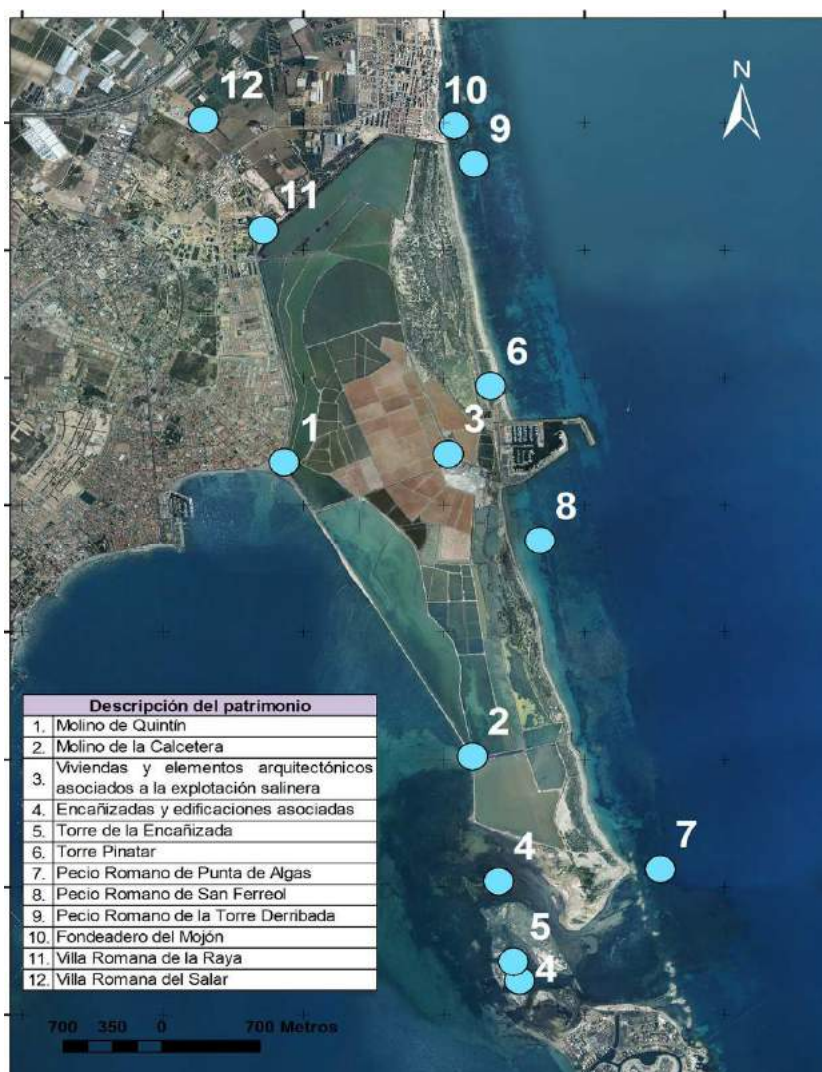 N
12
10
9
11
6
3
1
8
2
7
4
5
4
Descripción del patrimonio
1. Molino de Quintín
2. Molino de la Calcetera
3. Viviendas y elementos arquitectónicos
asociados a la explotación salinera
4. Encañizadas y edificaciones asociadas
5. Torre de la Encañizada
6. Torre Pinatar
7. Pecio Romano de Punta de Algas
8. Pecio Romano de San Ferreol
9. Pecio Romano de la Torre Derribada
10. Fondeadero del Mojón
11. Villa Romana de la Raya
12. Villa Romana del Salar
700 350 0 700 Metros